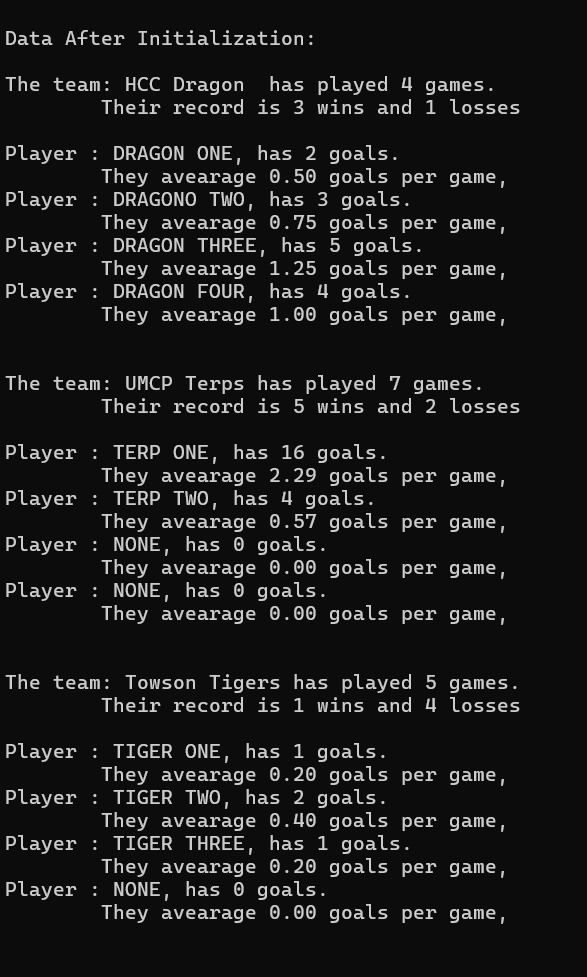 Data After Initialization:
The team: HCC Dragon  has played 4 games.
Their record is 3 wins and 1 losses
Player : DRAGON ONE, has 2 goals.
They avearage 0.50 goals per game,
Player : DRAGONO TWO, has 3 goals.
They avearage 0.75 goals per game,
Player : DRAGON THREE, has 5 goals.
They avearage 1.25 goals per game,
Player : DRAGON FOUR, has 4 goals.
They avearage 1.00 goals per game,
The team: UMCP Terps has played 7 games.
Their record is 5 wins and 2 losses
Player : TERP ONE, has 16 goals.
They avearage 2.29 goals per game,
Player : TERP TWO, has 4 goals.
They avearage 0.57 goals per game,
Player : NONE, has 0 goals.
They avearage 0.00 goals per game,
Player : NONE, has 0 goals.
They avearage 0.00 goals per game,
The team: Towson Tigers has played 5 games.
Their record is 1 wins and 4 losses
Player : TIGER ONE, has 1 goals.
They avearage 0.20 goals per game,
Player : TIGER TWO, has 2 goals.
They avearage 0.40 goals per game,
Player : TIGER THREE, has 1 goals.
They avearage 0.20 goals per game,
Player : NONE, has 0 goals.
They avearage 0.00 goals per game,